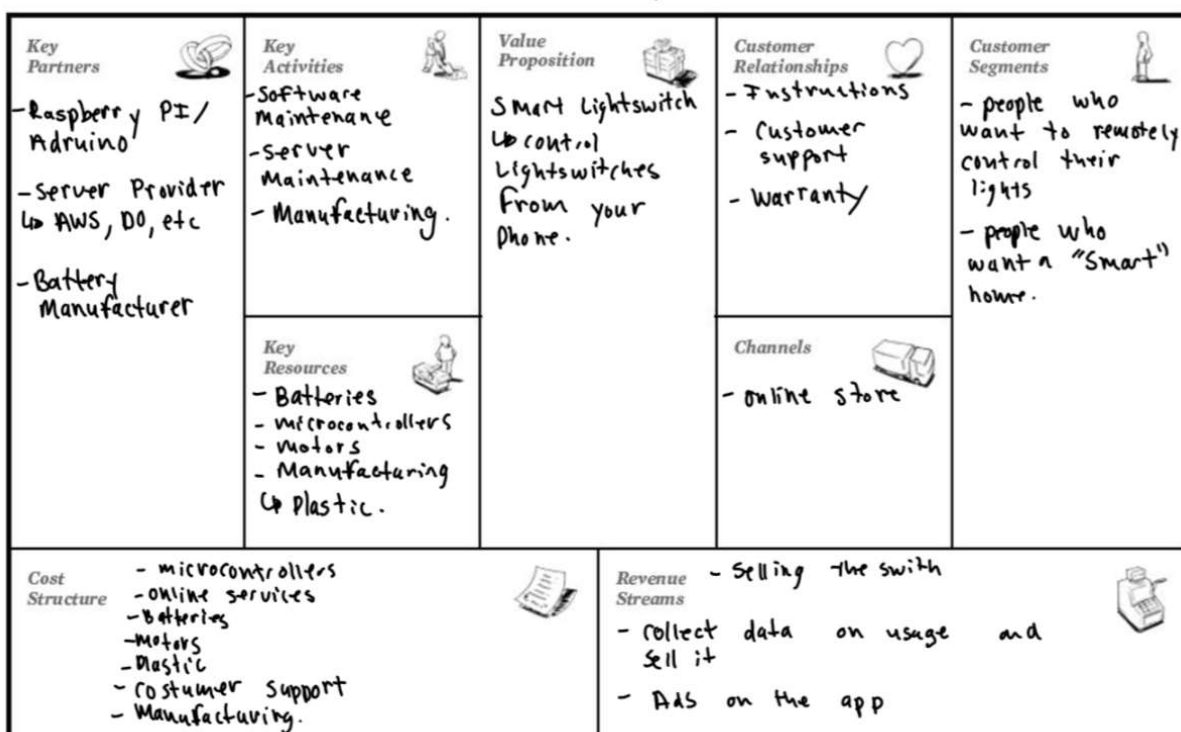 Key
Partners
-Raspberry PI/
Adruino
-Server Provider
↳ AWS, DO, etc
-Battery
Manufacturer
Key
Activities
-Software
Maintenance
-Server
Maintenance
- Manufacturing.
Key
Resources
- Batteries
- microcontrollers
- motors
- Manufacturing
↳ Plastic.
Value
Proposition
Smart Lightswitch
↳ control
Lightswitches
From your
Phone.
Customer
Relationships
- Instructions
- Customer
support
- Warranty
Channels
- online store
Customer
Segments
- people who
want to remotely
control their
lights
- people who
want a "Smart"
home.
Cost
Structure
- microcontrollers
- online services
-Batteries
-Motors
-Plastic
- Costumer Support
- Manufacturing.
Revenue
Streams
- Selling the swith
- Collect data on usage and
sell it
- Ads on the app